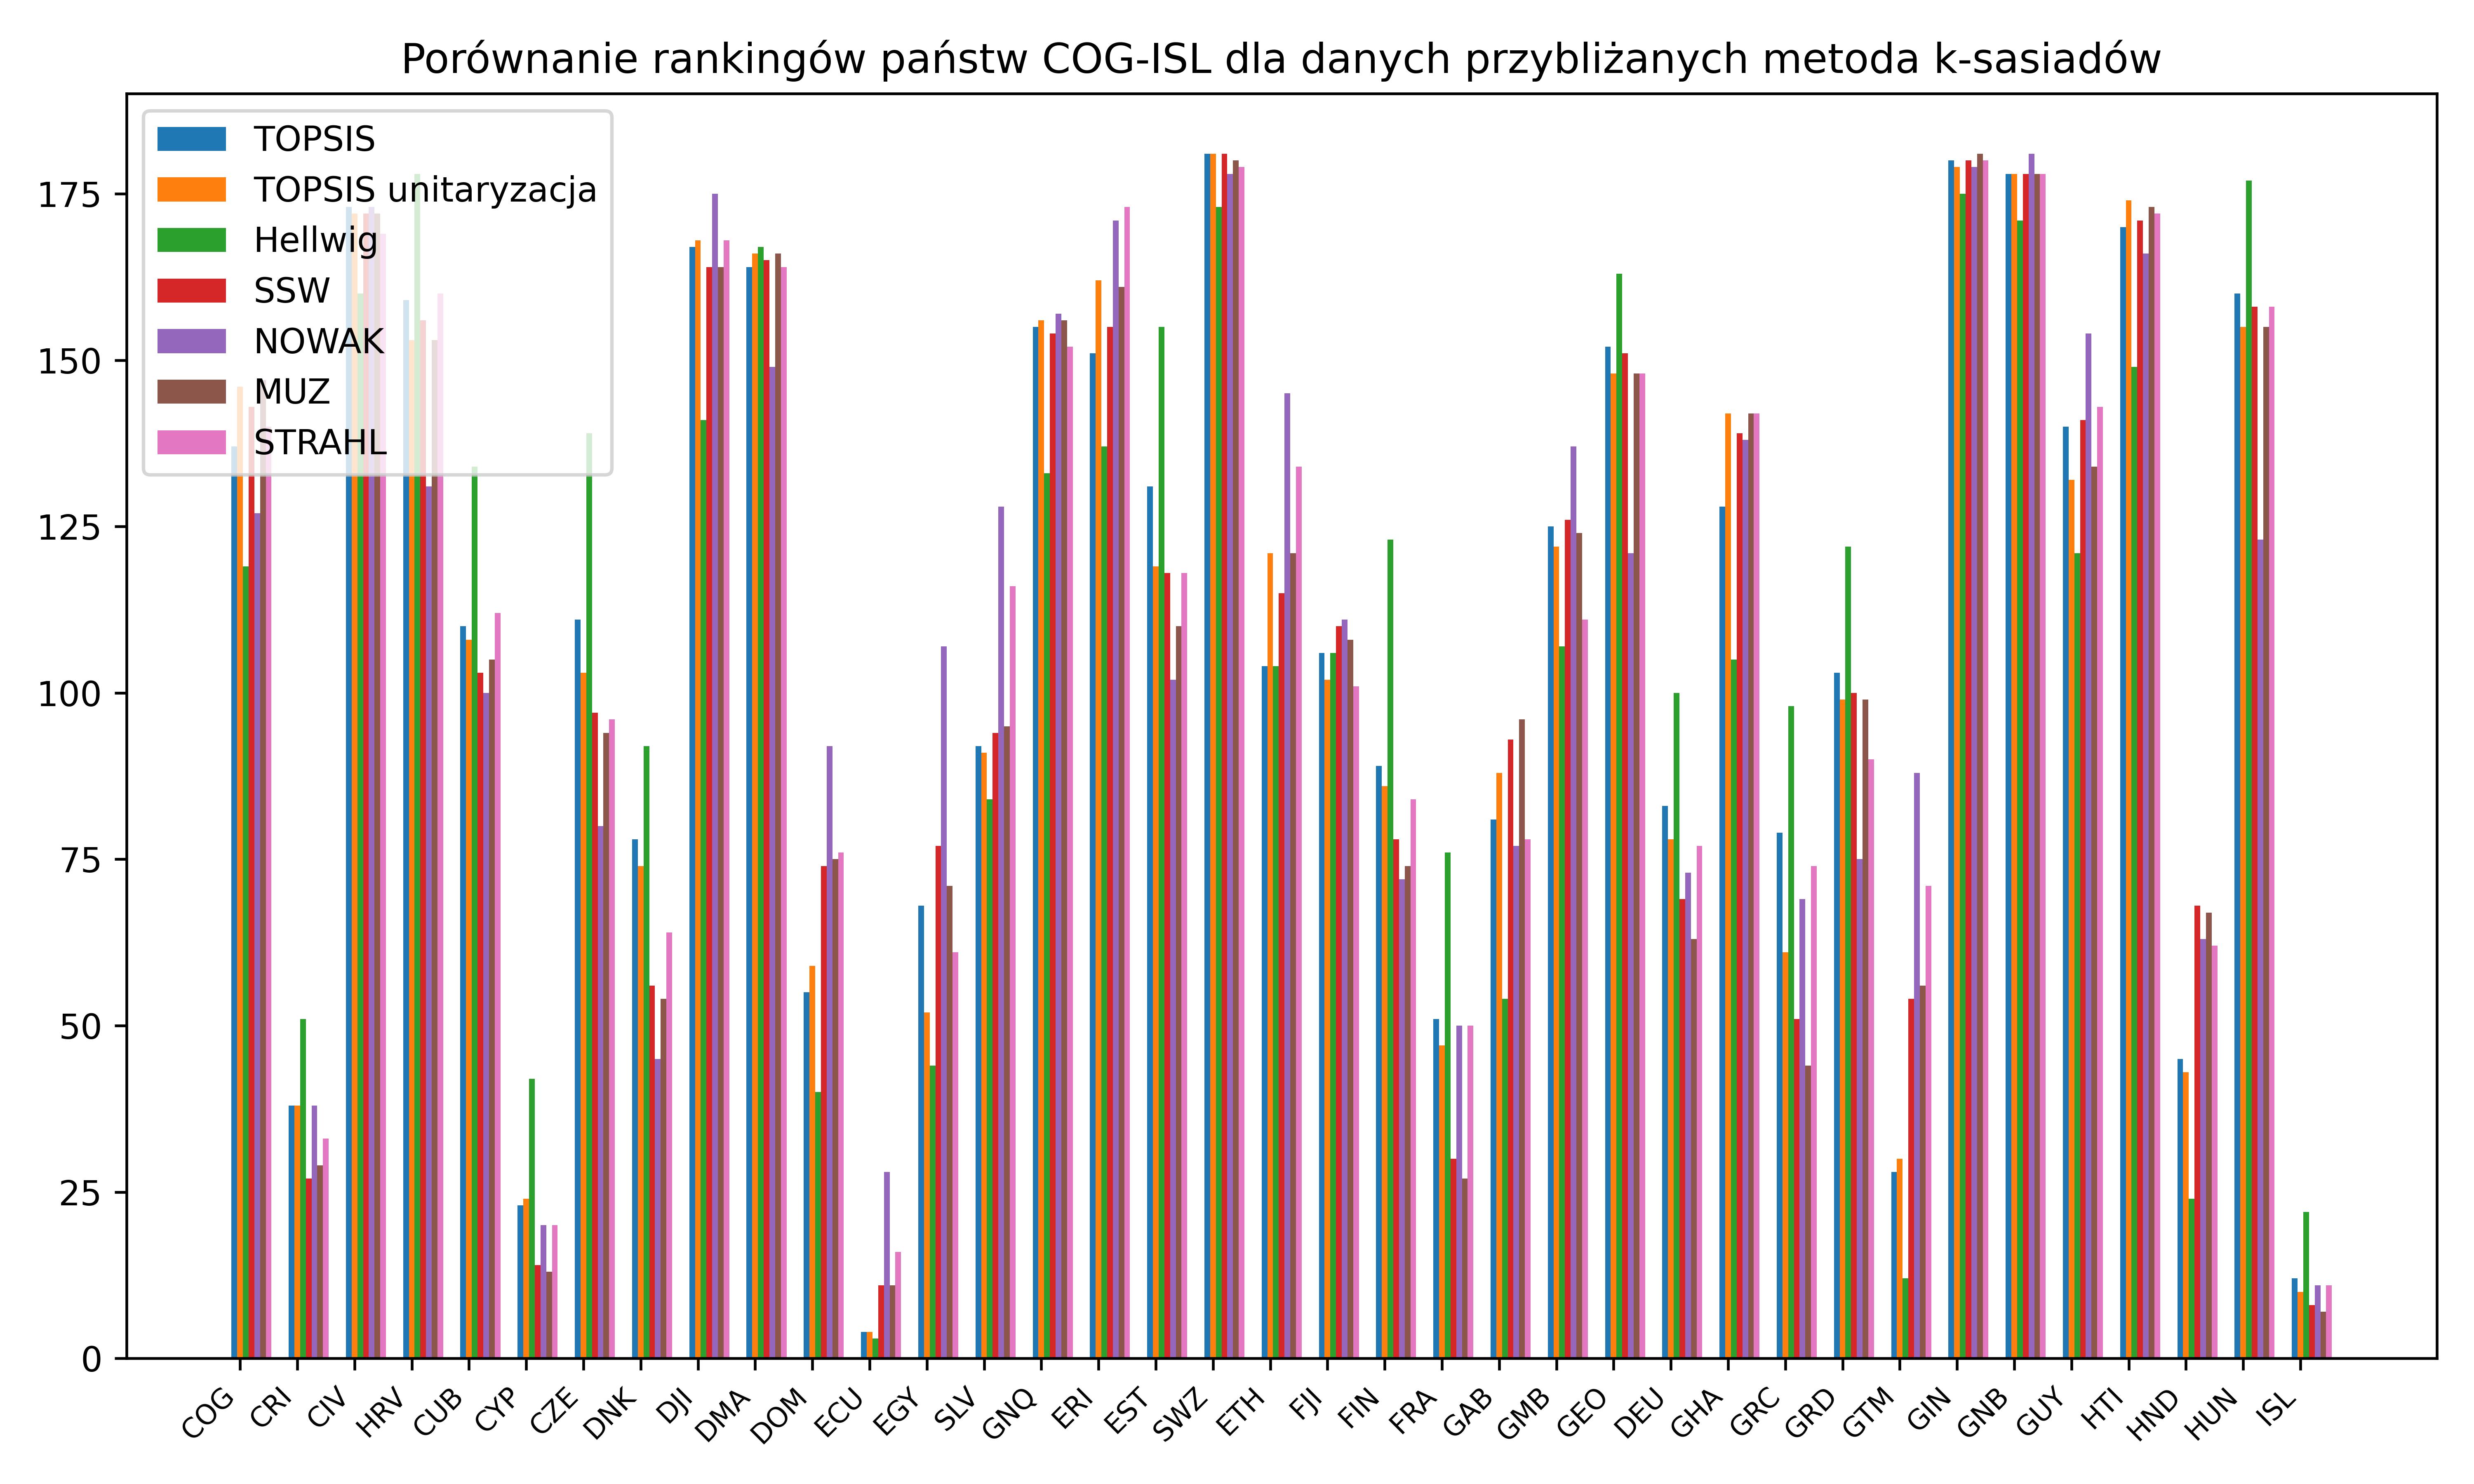 Porównanie rankingów państw COG-ISL dla danych przybliżanych metoda k-sasiadów
TOPSIS
TOPSIS unitaryzacja
Hellwig
SSW
NOWAK
MUZ
STRAHL
175
150
125
100
75
50
25
0
COG CRI CIV HRV CUB CYP CZE DNK DJI DMA DOM ECU EGY SLV GNQ ERI EST SWZ ETH FJI FIN FRA GAB GMB GEO DEU GHA GRC GRD GTM GIN GNB GUY HTI HND HUN ISL